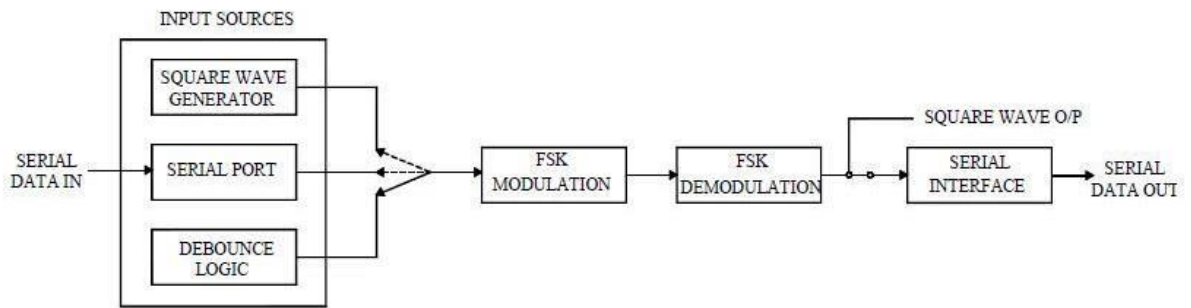 INPUT SOURCES
SQUARE WAVE
GENERATOR
SERIAL
DATA IN
SERIAL PORT
DEBOUNCE
LOGIC
FSK
MODULATION
FSK
DEMODULATION
SQUARE WAVE O/P
SERIAL
INTERFACE
SERIAL
DATA OUT